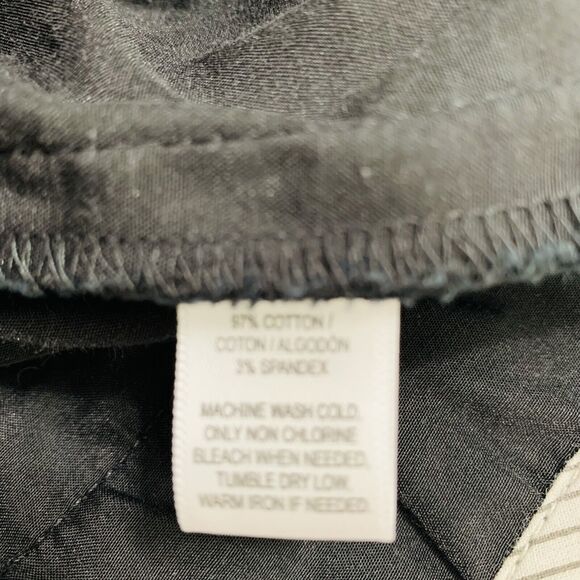 97% COTTON /
COTON / ALGODÓN
3% SPANDEX
MACHINE WASH COLD.
ONLY NON CHLORINE
BLEACH WHEN NEEDED.
TUMBLE DRY LOW.
WARM IRON IF NEEDED.